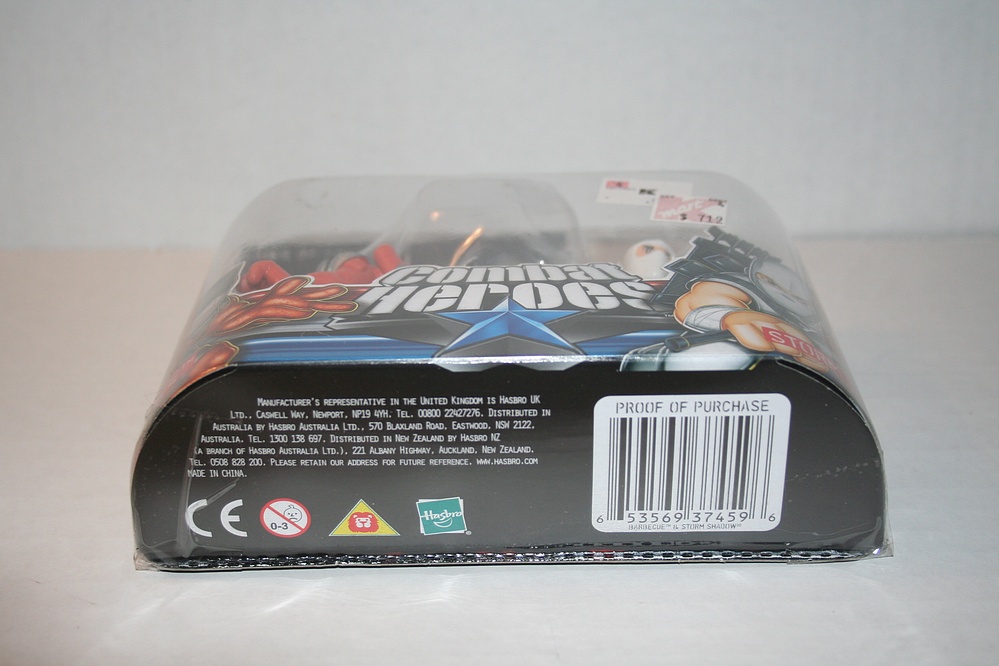 mart
$ 7.19
Combat
Heroes
STOP
Manufacturer's representative in the United Kingdom is Hasbro UK
Ltd., Caswell Way, Newport, NP19 4YH. Tel. 00800 22427276. Distributed in
Australia by Hasbro Australia Ltd., 570 Blaxland Road, Eastwood, NSW 2122,
Australia. Tel. 1300 138 697. Distributed in New Zealand by Hasbro NZ
(a branch of Hasbro Australia Ltd.), 221 Albany Highway, Auckland, New Zealand.
Tel. 0508 828 200. Please retain our address for future reference. www.hasbro.com
Made in China.
CE
0-3
Hasbro
PROOF OF PURCHASE
6 53569 37459 6
BARBECUE™ & STORM SHADOW™